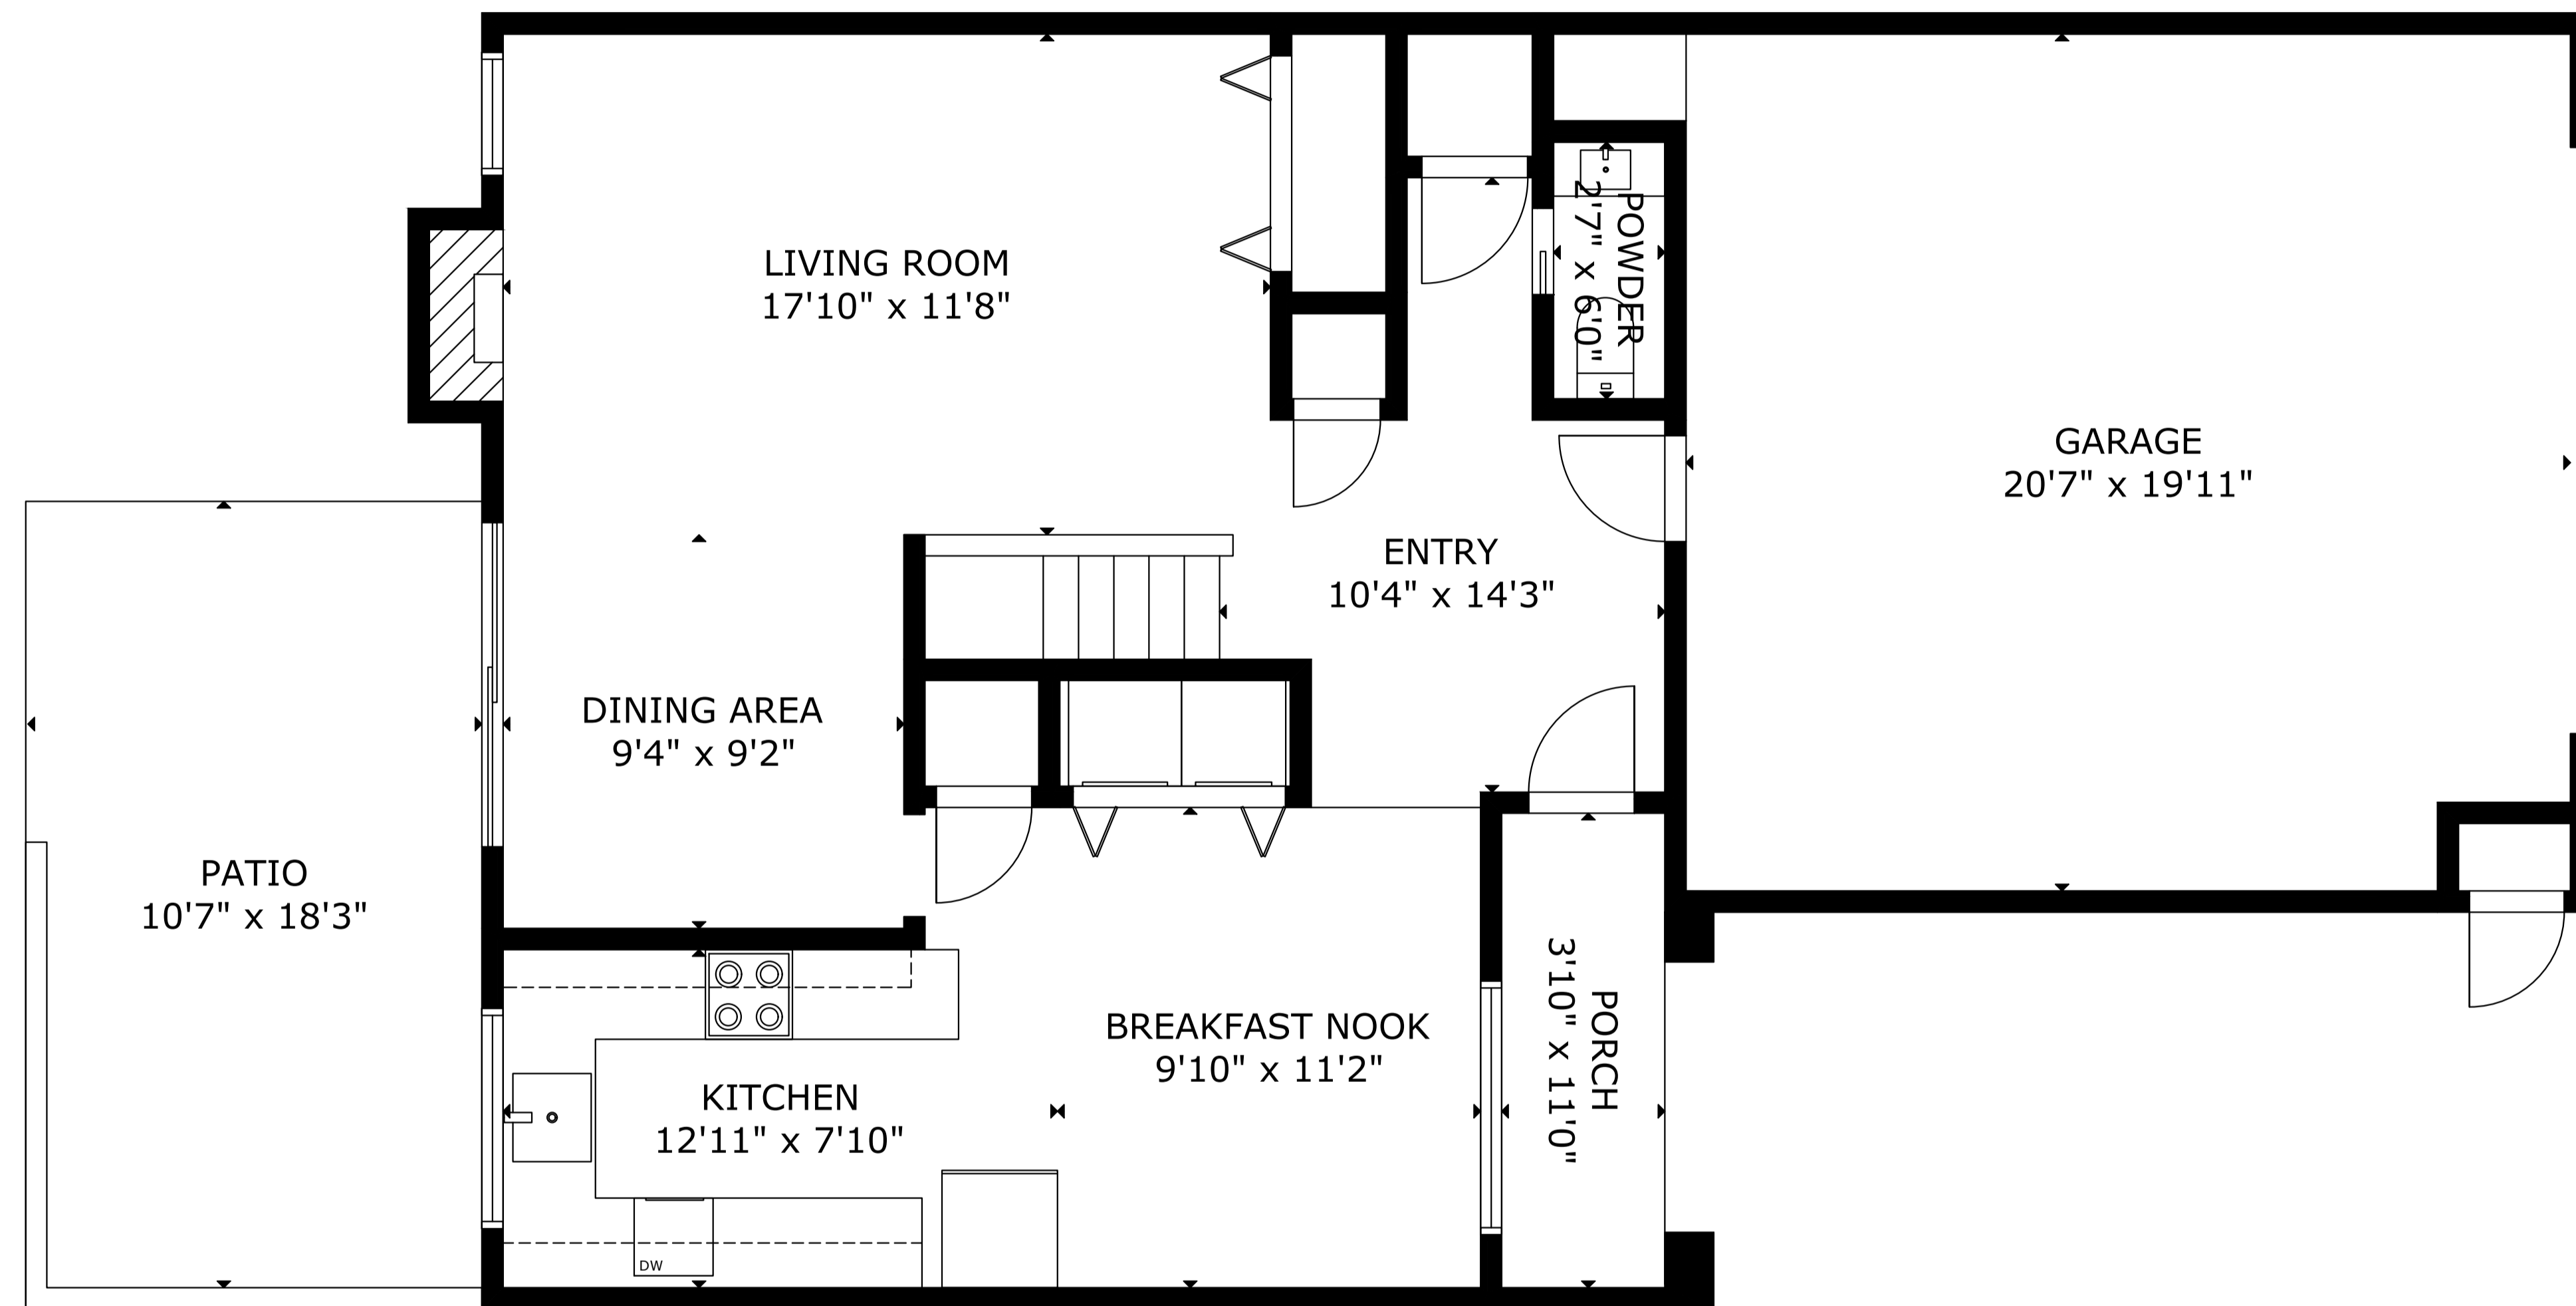 LIVING ROOM
17'10" x 11'8"
POWDER
2'7" x 6'0"
GARAGE
20'7" x 19'11"
ENTRY
10'4" x 14'3"
DINING AREA
9'4" x 9'2"
PATIO
10'7" x 18'3"
BREAKFAST NOOK
9'10" x 11'2"
PORCH
3'10" x 11'0"
KITCHEN
12'11" x 7'10"
DW